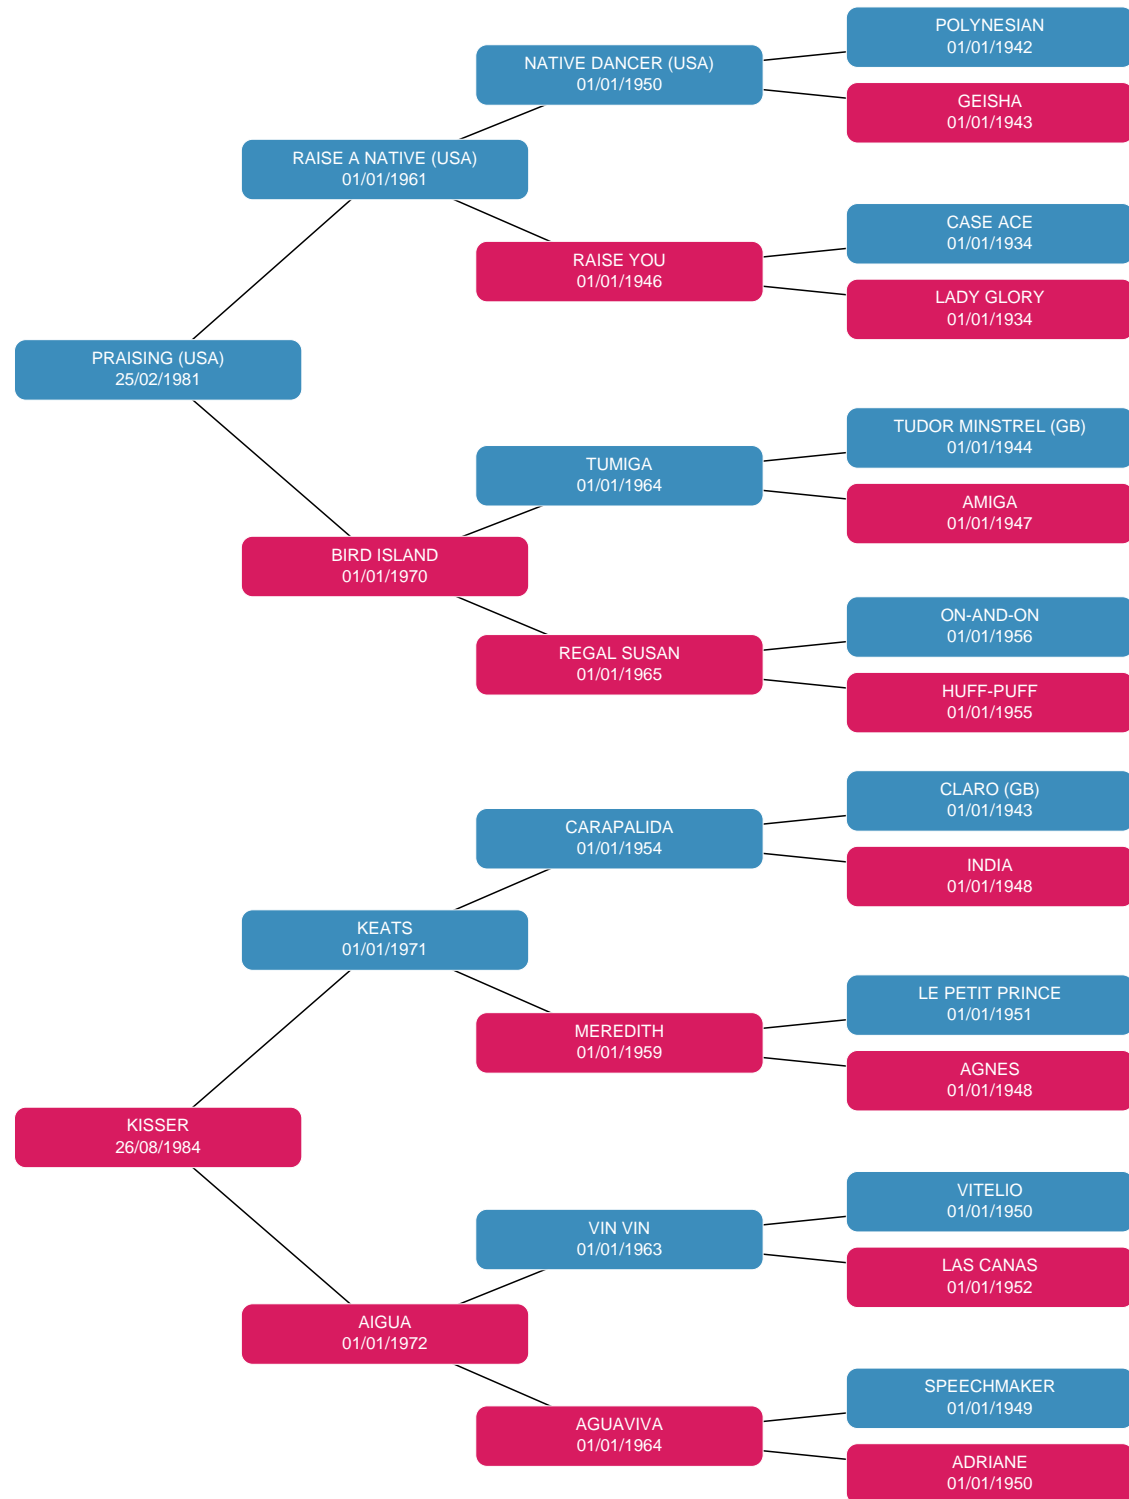 POLYNESIAN
01/01/1942
NATIVE DANCER (USA)
01/01/1950
GEISHA
01/01/1943
RAISE A NATIVE (USA)
01/01/1961
CASE ACE
01/01/1934
RAISE YOU
01/01/1946
LADY GLORY
01/01/1934
PRAISING (USA)
25/02/1981
TUDOR MINSTREL (GB)
01/01/1944
TUMIGA
01/01/1964
AMIGA
01/01/1947
BIRD ISLAND
01/01/1970
ON-AND-ON
01/01/1956
REGAL SUSAN
01/01/1965
HUFF-PUFF
01/01/1955
CLARO (GB)
01/01/1943
CARAPALIDA
01/01/1954
INDIA
01/01/1948
KEATS
01/01/1971
LE PETIT PRINCE
01/01/1951
MEREDITH
01/01/1959
AGNES
01/01/1948
KISSER
26/08/1984
VITELIO
01/01/1950
VIN VIN
01/01/1963
LAS CANAS
01/01/1952
AIGUA
01/01/1972
SPEECHMAKER
01/01/1949
AGUAVIVA
01/01/1964
ADRIANE
01/01/1950